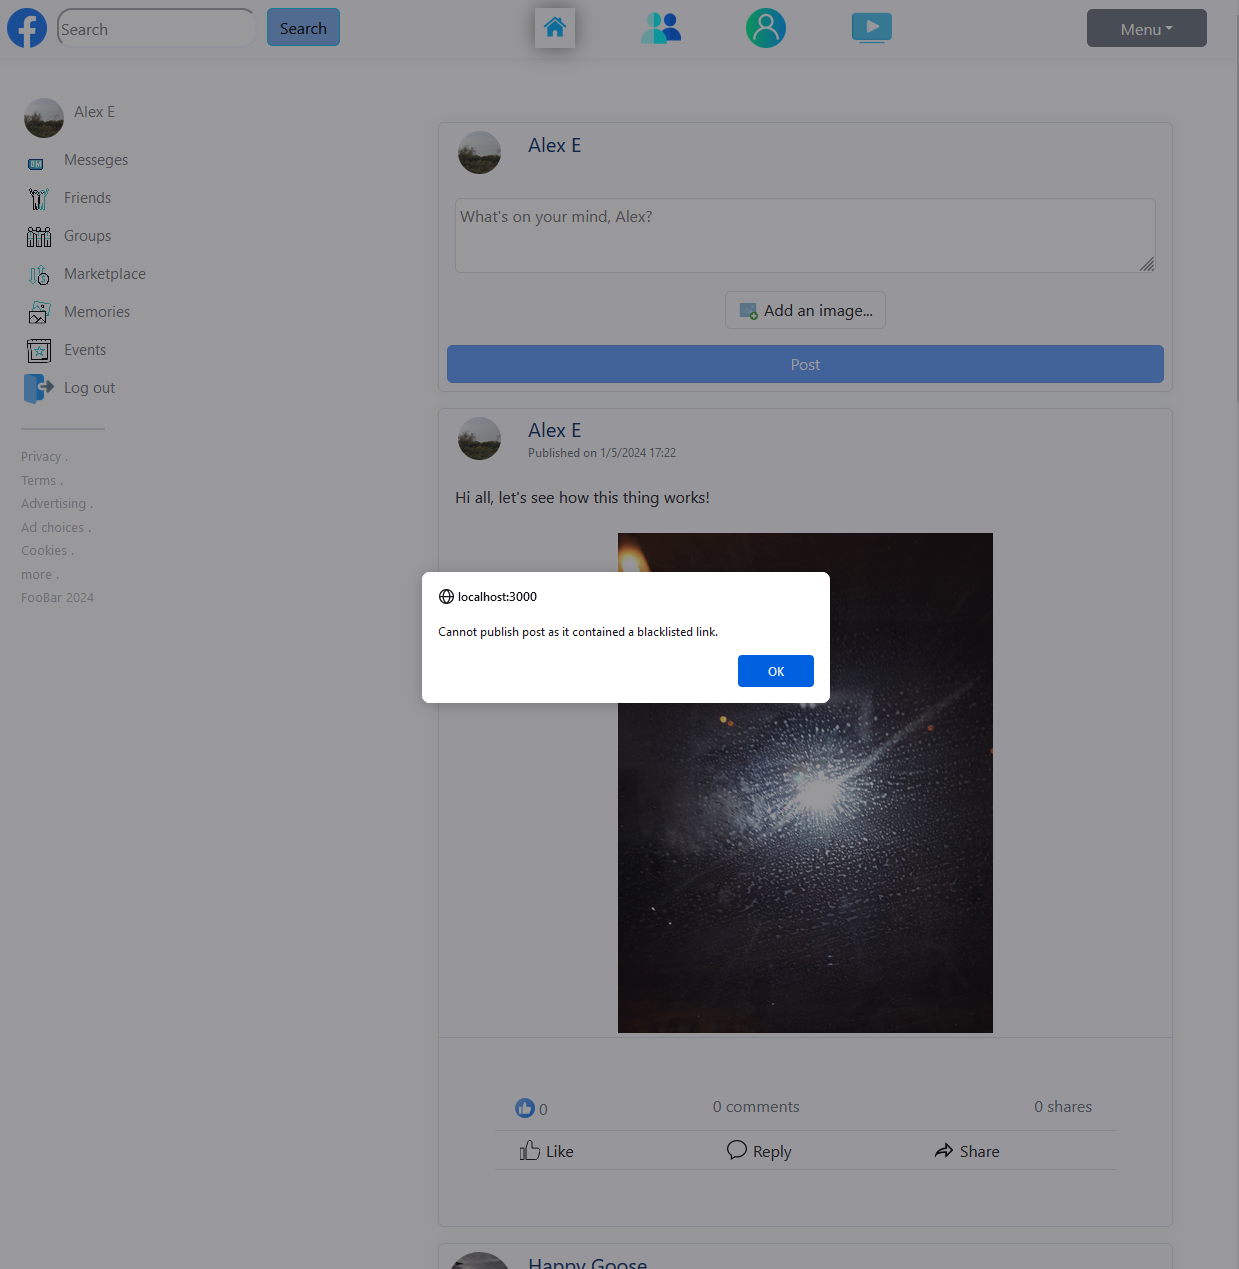 Search
Search
Menu
Alex E
Messeges
Friends
Groups
Marketplace
Memories
Events
Log out
Privacy .
Terms .
Advertising .
Ad choices .
Cookies .
more .
FooBar 2024
Alex E
What's on your mind, Alex?
Add an image...
Post
Alex E
Published on 1/5/2024 17:22
Hi all, let's see how this thing works!
localhost:3000
Cannot publish post as it contained a blacklisted link.
OK
0
0 comments
0 shares
Like
Reply
Share
Happy Goose